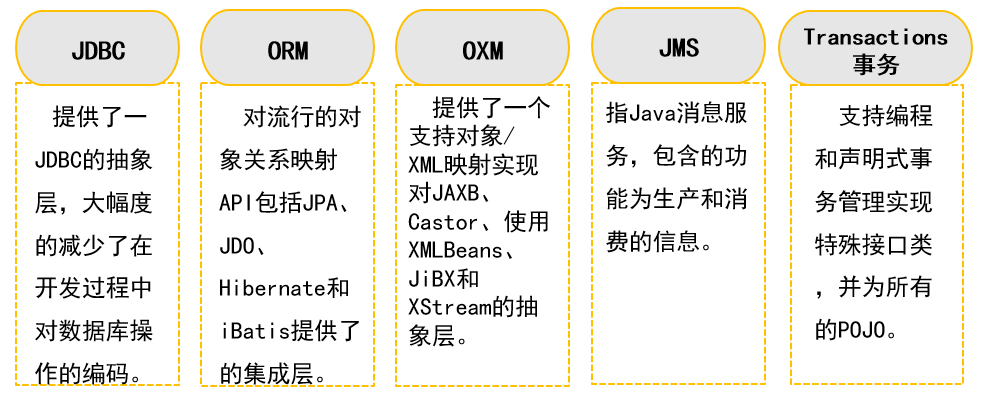 JDBC
提供了一
JDBC的抽象
层，大幅度
的减少了在
开发过程中
对数据库操
作的编码。
ORM
对流行的对
象关系映射
API包括JPA、
JDO、
Hibernate和
iBatis提供了
的集成层。
OXM
提供了一个
支持对象/
XML映射实现
对JAXB、
Castor、使用
XMLBeans、
JiBX和
XStream的抽
象层。
JMS
指Java消息服
务，包含的功
能为生产和消
费的信息。
Transactions
事务
支持编程
和声明式事
务管理实现
特殊接口类
，并为所有
的POJO。